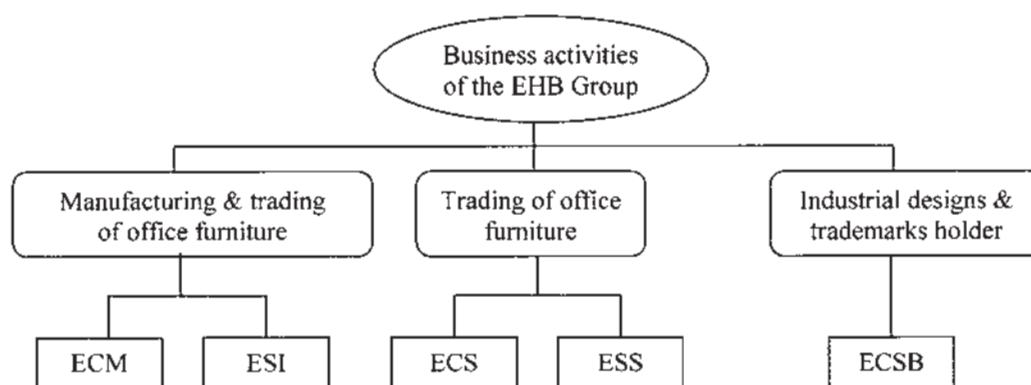 Business activities
of the EHB Group
Manufacturing & trading
of office furniture
Trading of office
furniture
Industrial designs &
trademarks holder
ECM
ESI
ECS
ESS
ECSB